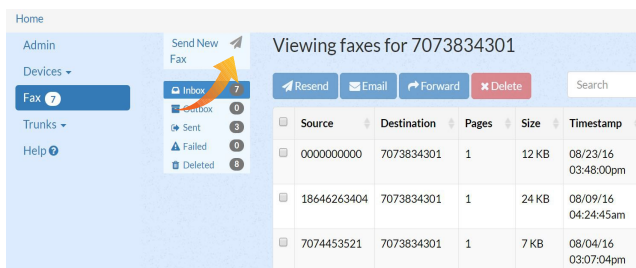 Home
Admin
Devices
Fax 7
Trunks
Help
Send New
Fax
Inbox 7
Outbox 0
Sent 3
Failed 0
Deleted 8
Viewing faxes for 7073834301
Resend Email Forward Delete Search
Source Destination Pages Size Timestamp
0000000000 7073834301 1 12 KB 08/23/16
03:48:00pm
18646263404 7073834301 1 24 KB 08/09/16
04:24:45am
7074453521 7073834301 1 7 KB 08/04/16
03:07:04pm